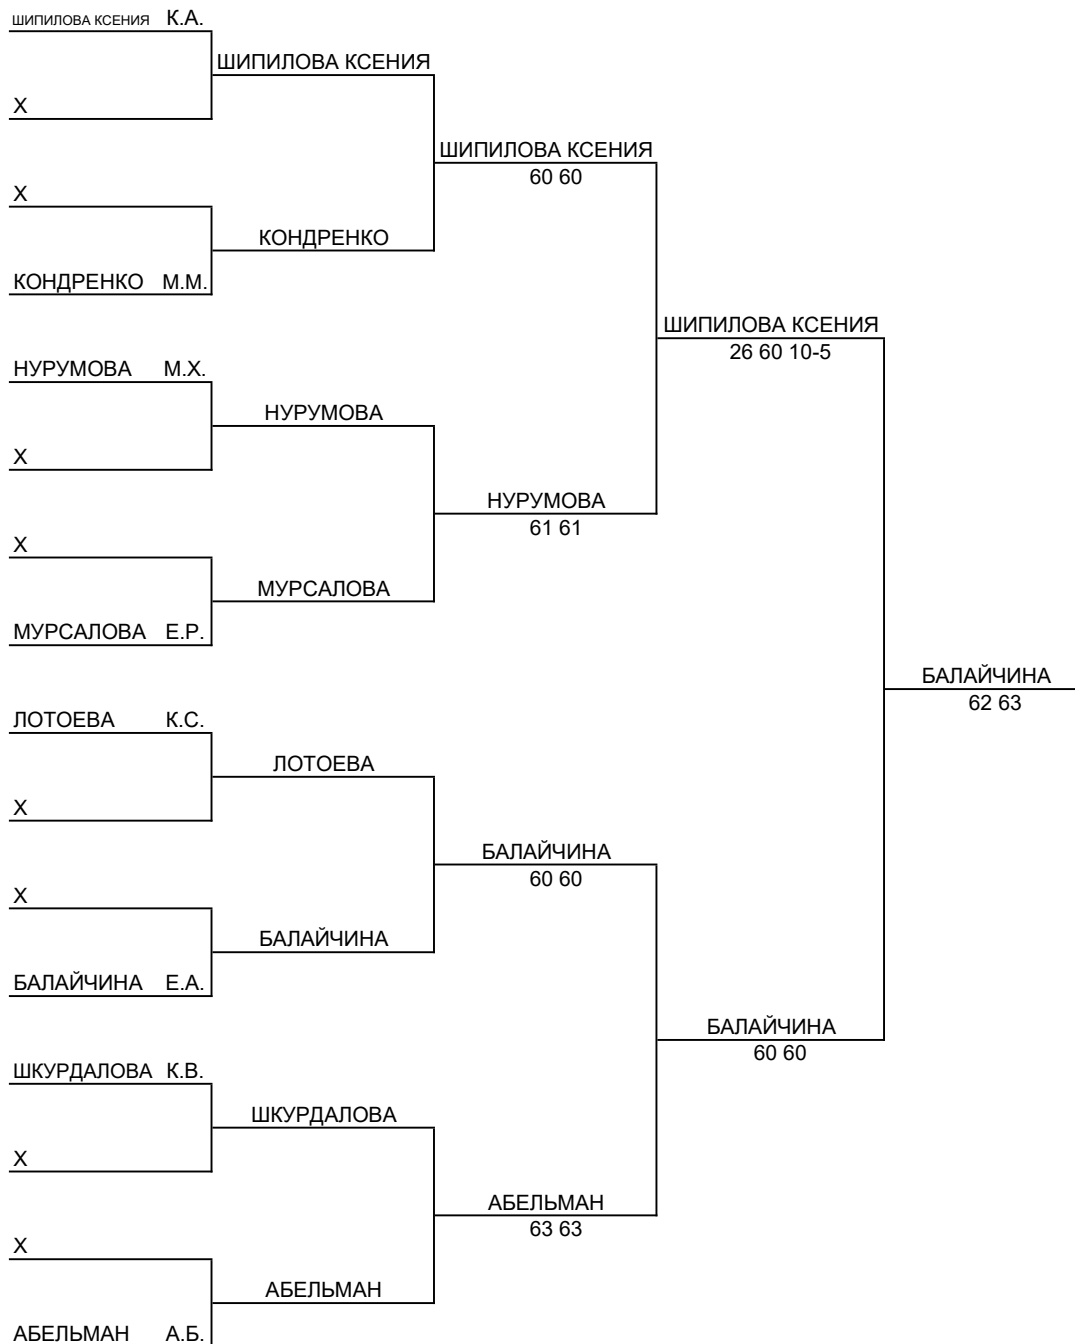 ШИПИЛОВА КСЕНИЯ К.А.
ШИПИЛОВА КСЕНИЯ
Х
ШИПИЛОВА КСЕНИЯ
60 60
Х
КОНДРЕНКО
КОНДРЕНКО М.М.
ШИПИЛОВА КСЕНИЯ
26 60 10-5
НУРУМОВА М.Х.
НУРУМОВА
Х
НУРУМОВА
61 61
Х
МУРСАЛОВА
МУРСАЛОВА Е.Р.
БАЛАЙЧИНА
62 63
ЛОТОЕВА К.С.
ЛОТОЕВА
Х
БАЛАЙЧИНА
60 60
Х
БАЛАЙЧИНА
БАЛАЙЧИНА Е.А.
БАЛАЙЧИНА
60 60
ШКУРДАЛОВА К.В.
ШКУРДАЛОВА
Х
АБЕЛЬМАН
63 63
Х
АБЕЛЬМАН
АБЕЛЬМАН А.Б.